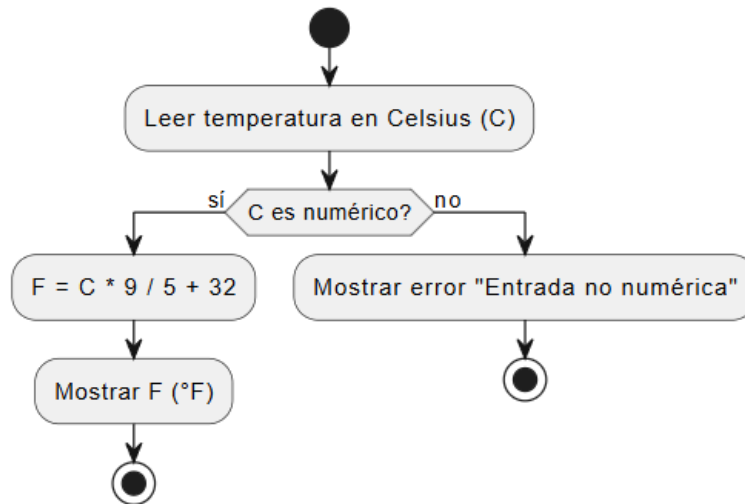 Leer temperatura en Celsius (C)
C es numérico?
sí
no
F = C * 9 / 5 + 32
Mostrar error "Entrada no numérica"
Mostrar F (°F)